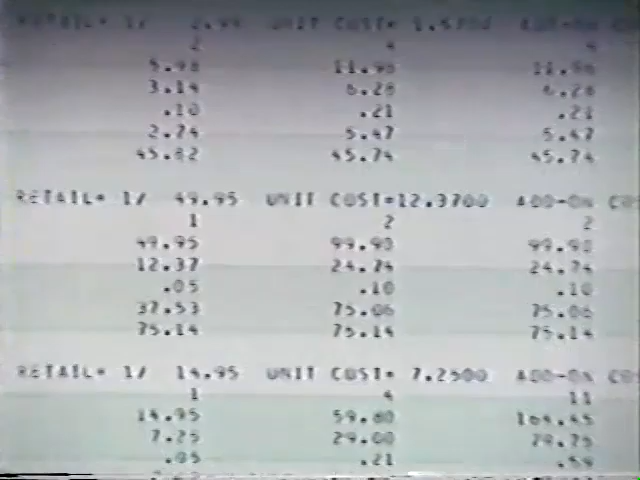 RETAIL= 1/ 2.99 UNIT COST= 1.5700 ADD-ON
2 4 4
5.98 11.96 11.96
3.14 6.28 6.28
.10 .21 .21
2.74 5.47 5.47
45.82 45.74 45.74
RETAIL= 1/ 49.95 UNIT COST=12.3700 ADD-ON CO
1 2 2
49.95 99.90 99.90
12.37 24.74 24.74
.05 .10 .10
37.53 75.06 75.06
75.14 75.14 75.14
RETAIL= 1/ 14.95 UNIT COST= 7.2500 ADD-ON CO
1 4 11
14.95 59.80 164.45
7.25 29.00 79.75
.05 .21 .59